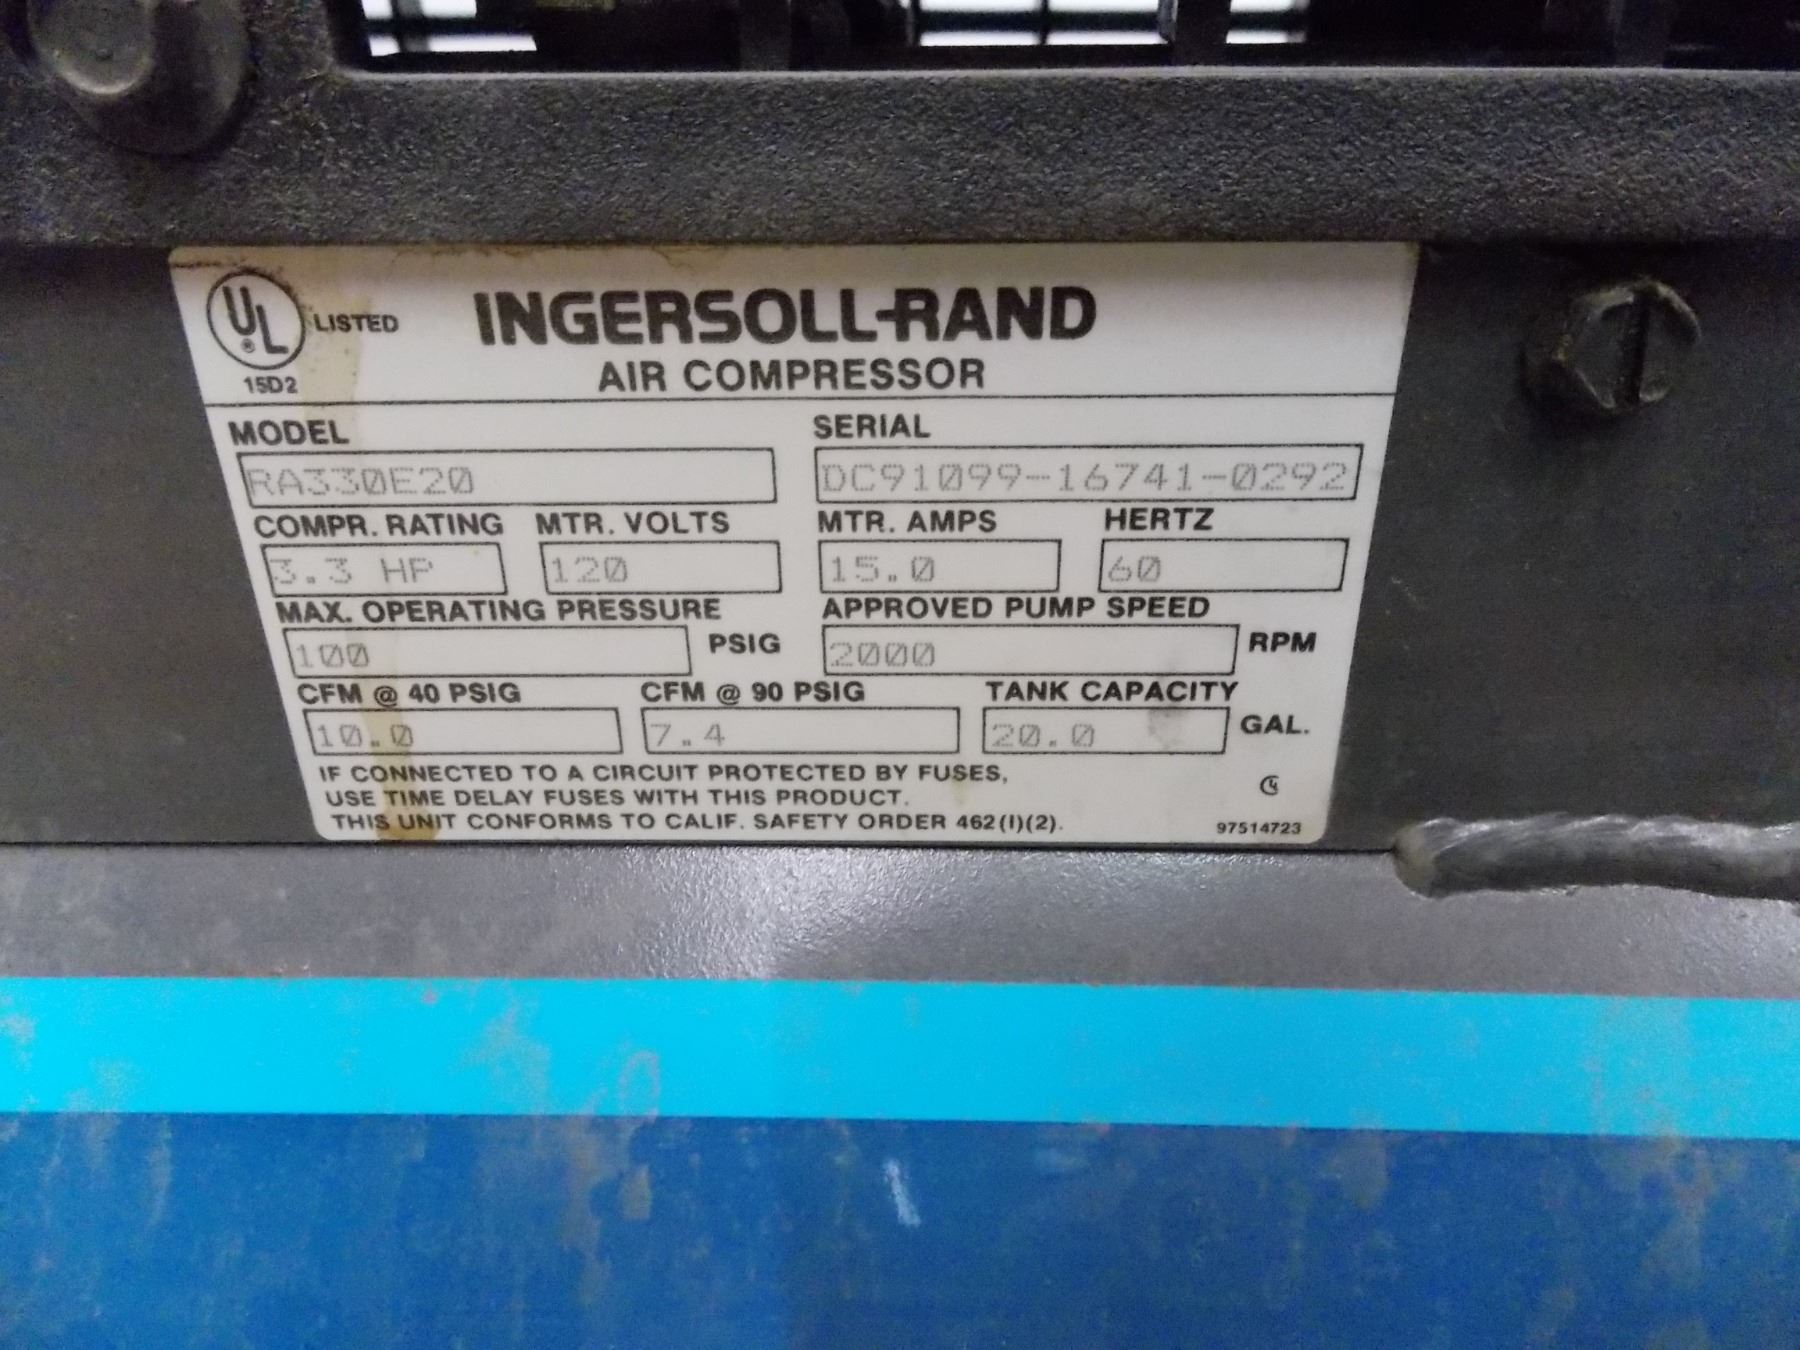 UL® LISTED
15D2
INGERSOLL-RAND
AIR COMPRESSOR
MODEL SERIAL
RA330E20 DC91099-16741-0292
COMPR. RATING MTR. VOLTS MTR. AMPS HERTZ
3.3 HP 120 15.0 60
MAX. OPERATING PRESSURE APPROVED PUMP SPEED
100 PSIG 2000 RPM
CFM @ 40 PSIG CFM @ 90 PSIG TANK CAPACITY
10.0 7.4 20.0 GAL.
IF CONNECTED TO A CIRCUIT PROTECTED BY FUSES,
USE TIME DELAY FUSES WITH THIS PRODUCT.
THIS UNIT CONFORMS TO CALIF. SAFETY ORDER 462(I)(2).
97514723